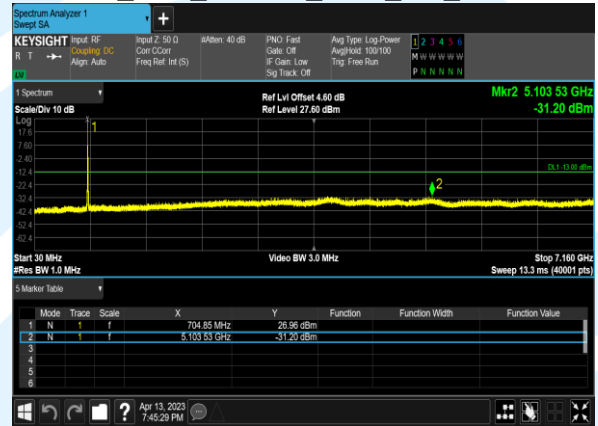 Spectrum Analyzer 1
Swept SA
+
KEYSIGHT Input: RF Input Z: 50 Ω #Atten: 40 dB PNO: Fast Avg Type: Log-Power 1 2 3 4 5 6
R T Coupling: DC Corr CCorr Gate: Off Avg|Hold: 100/100 M W W W W W
Align: Auto Freq Ref: Int (S) IF Gain: Low Trig: Free Run
LXI Sig Track: Off P N N N N N
1 Spectrum Ref Lvl Offset 4.60 dB Mkr2 5.103 53 GHz
Scale/Div 10 dB Ref Level 27.60 dBm -31.20 dBm
Log
17.6
7.60
-2.40
-12.4
-22.4
-32.4
-42.4
-52.4
-62.4
1
DL1 -13.00 dBm
2
Start 30 MHz Video BW 3.0 MHz Stop 7.160 GHz
#Res BW 1.0 MHz Sweep 13.3 ms (40001 pts)
5 Marker Table
Mode Trace Scale X Y Function Function Width Function Value
1 N 1 f 704.85 MHz 26.96 dBm
2 N 1 f 5.103 53 GHz -31.20 dBm
3
4
5
6
? Apr 13, 2023
7:45:29 PM